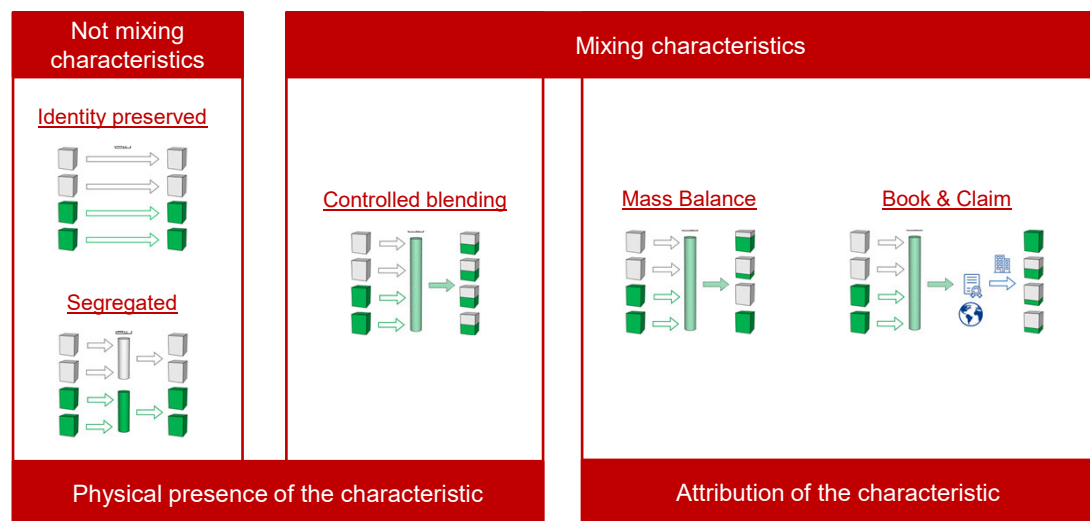 Not mixing
characteristics
Mixing characteristics
Identity preserved
Segregated
Controlled blending
Mass Balance
Book & Claim
Physical presence of the characteristic
Attribution of the characteristic